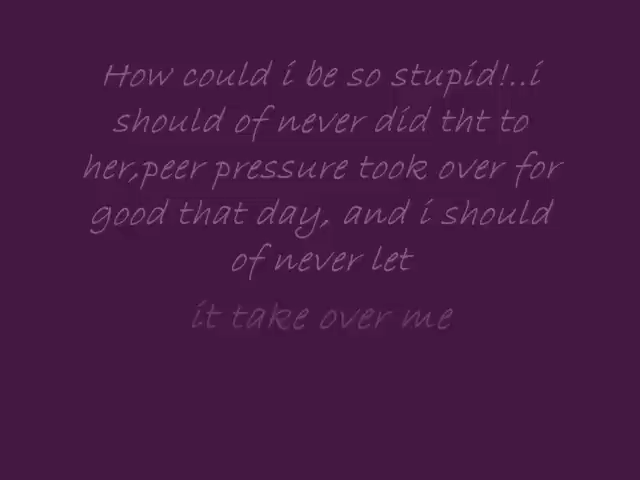 How could i be so stupid!..i
should of never did tht to
her,peer pressure took over for
good that day, and i should
of never let
it take over me